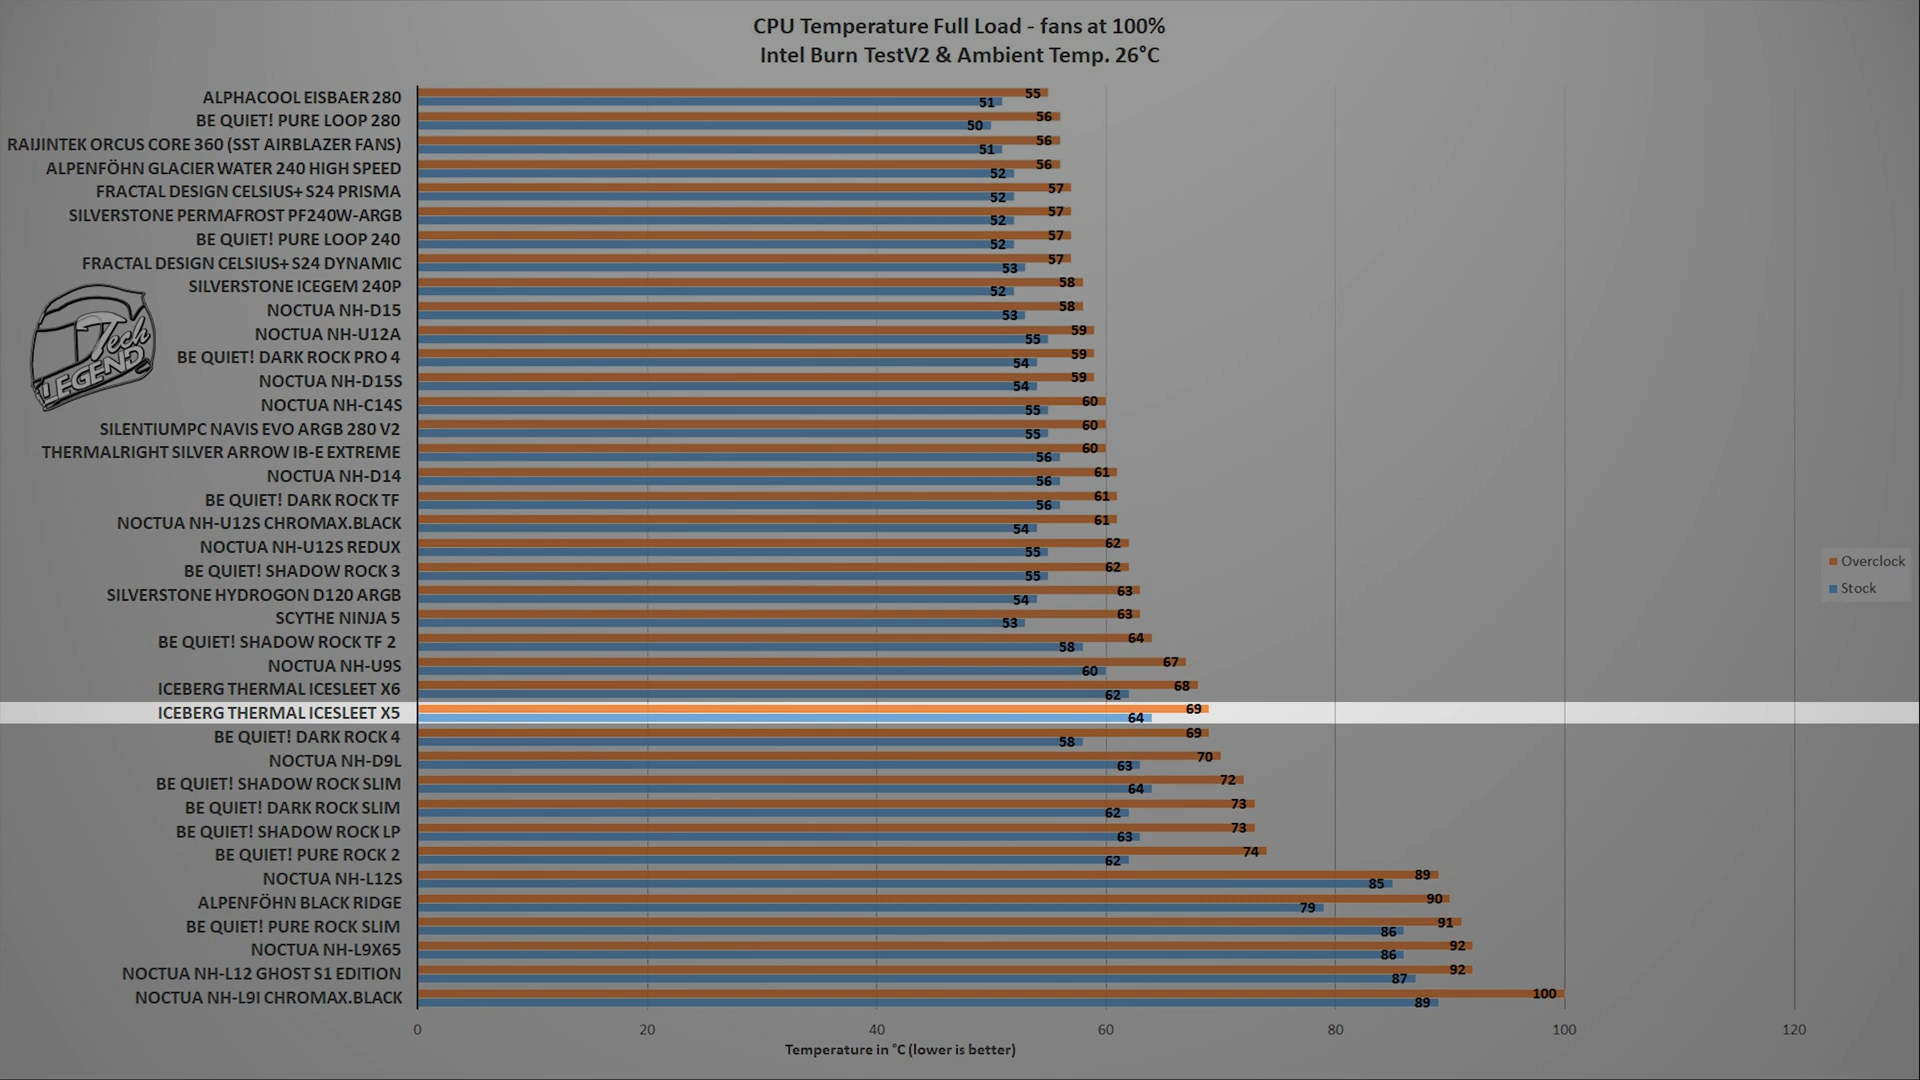 CPU Temperature Full Load - fans at 100%
Intel Burn TestV2 & Ambient Temp. 26°C
ALPHACOOL EISBAER 280 55 51
BE QUIET! PURE LOOP 280 56 50
RAIJINTEK ORCUS CORE 360 (SST AIRBLAZER FANS) 56 51
ALPENFÖHN GLACIER WATER 240 HIGH SPEED 56 52
FRACTAL DESIGN CELSIUS+ S24 PRISMA 57 52
SILVERSTONE PERMAFROST PF240W-ARGB 57 52
BE QUIET! PURE LOOP 240 57 52
FRACTAL DESIGN CELSIUS+ S24 DYNAMIC 57 53
SILVERSTONE ICEGEM 240P 58 52
NOCTUA NH-D15 58 53
NOCTUA NH-U12A 59 55
BE QUIET! DARK ROCK PRO 4 59 54
NOCTUA NH-D15S 59 54
NOCTUA NH-C14S 60 55
SILENTIUMPC NAVIS EVO ARGB 280 V2 60 55
THERMALRIGHT SILVER ARROW IB-E EXTREME 60 56
NOCTUA NH-D14 61 56
BE QUIET! DARK ROCK TF 61 56
NOCTUA NH-U12S CHROMAX.BLACK 61 54
NOCTUA NH-U12S REDUX 62 55
BE QUIET! SHADOW ROCK 3 62 55
SILVERSTONE HYDROGON D120 ARGB 63 54
SCYTHE NINJA 5 63 53
BE QUIET! SHADOW ROCK TF 2 64 58
NOCTUA NH-U9S 67 60
ICEBERG THERMAL ICESLEET X6 68 62
ICEBERG THERMAL ICESLEET X5 69 64
BE QUIET! DARK ROCK 4 69 58
NOCTUA NH-D9L 70 63
BE QUIET! SHADOW ROCK SLIM 72 64
BE QUIET! DARK ROCK SLIM 73 62
BE QUIET! SHADOW ROCK LP 73 63
BE QUIET! PURE ROCK 2 74 62
NOCTUA NH-L12S 89 85
ALPENFÖHN BLACK RIDGE 90 79
BE QUIET! PURE ROCK SLIM 91 86
NOCTUA NH-L9X65 92 86
NOCTUA NH-L12 GHOST S1 EDITION 92 87
NOCTUA NH-L9I CHROMAX.BLACK 100 89
0 20 40 60 80 100 120
Temperature in °C (lower is better)
Overclock
Stock
Tech
LEGEND